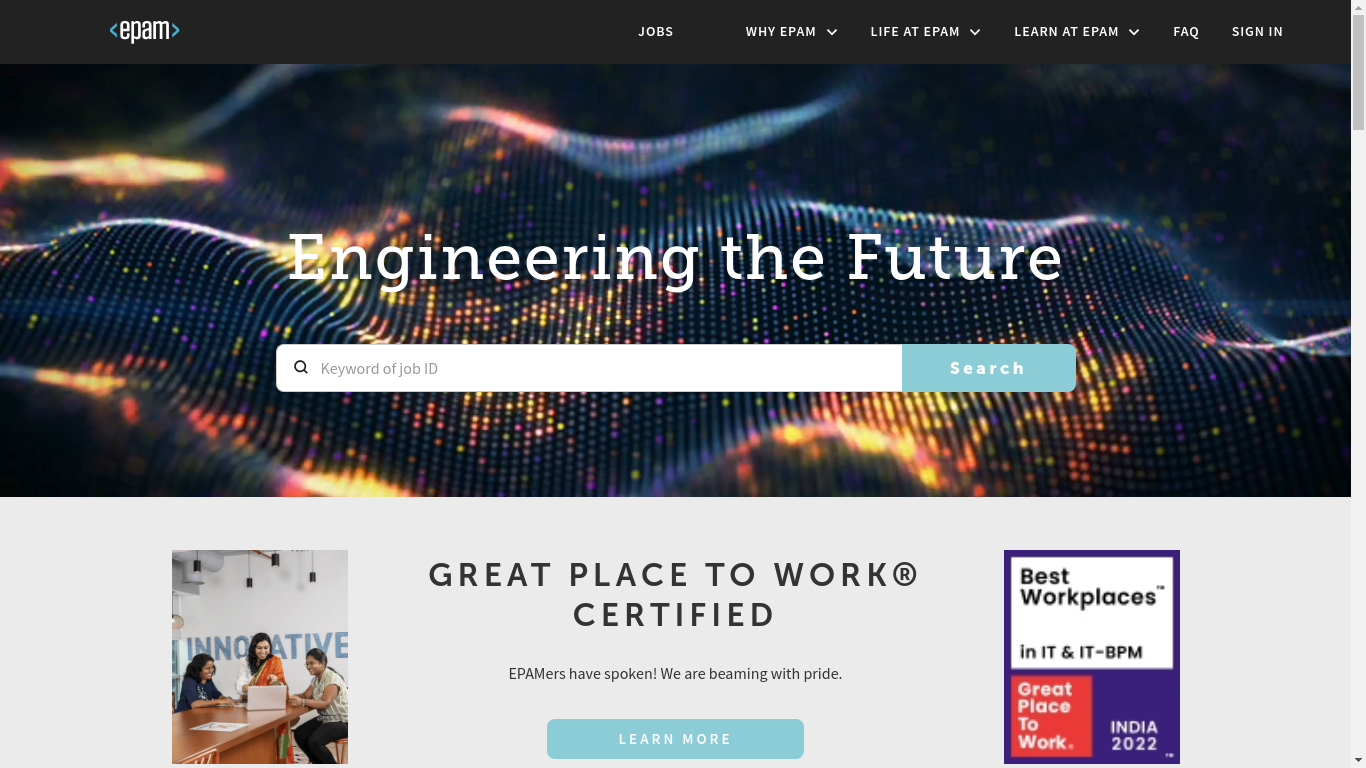 <epam>
JOBS
WHY EPAM
LIFE AT EPAM
LEARN AT EPAM
FAQ
SIGN IN
Engineering the Future
Keyword of job ID
Search
INNOVATIVE
GREAT PLACE TO WORK®
CERTIFIED
EPAMers have spoken! We are beaming with pride.
LEARN MORE
Best
Workplaces™
in IT & IT-BPM
Great
Place
To
Work®
INDIA
2022
™